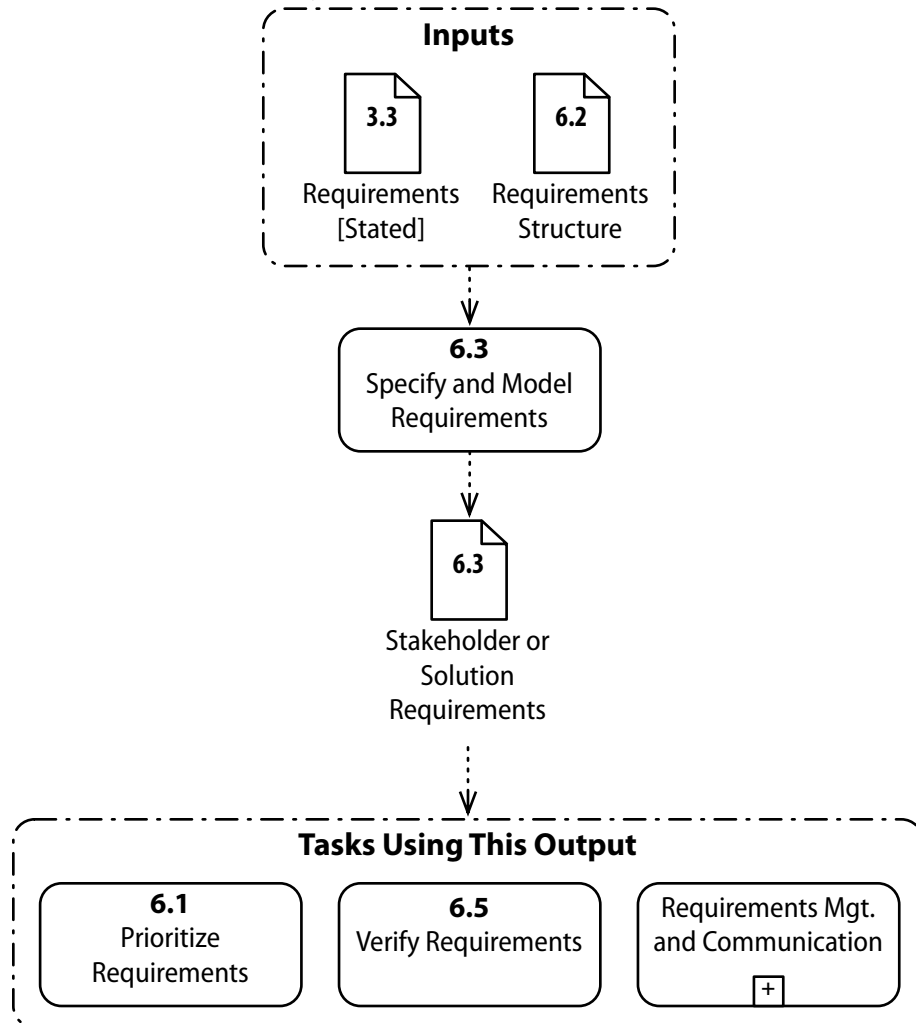 Inputs
3.3
Requirements
[Stated]
6.2
Requirements
Structure
6.3
Specify and Model
Requirements
6.3
Stakeholder or
Solution
Requirements
Tasks Using This Output
6.1
Prioritize
Requirements
6.5
Verify Requirements
Requirements Mgt.
and Communication
+